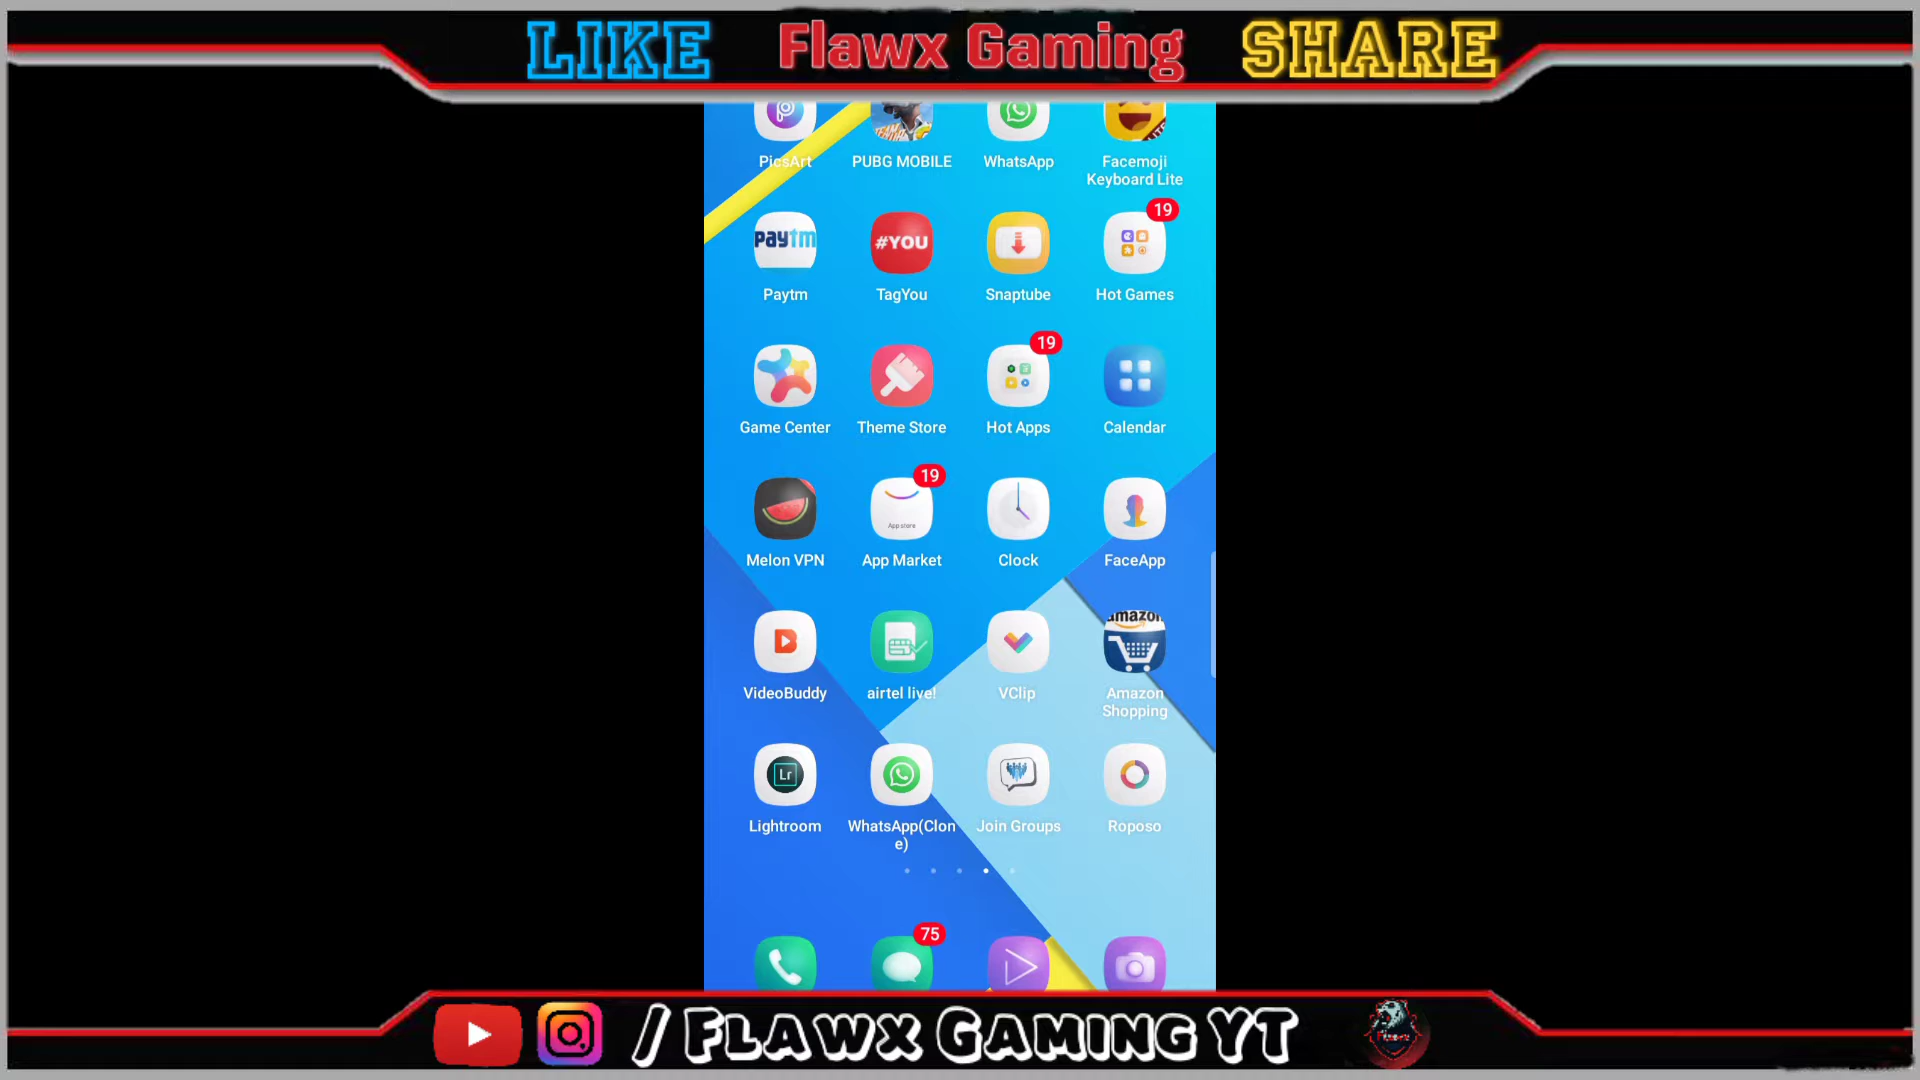 LIKE Flawx Gaming SHARE
PicsArt PUBG MOBILE WhatsApp Facemoji
Keyboard Lite
19
paytm #YOU
Paytm TagYou Snaptube Hot Games
19
Game Center Theme Store Hot Apps Calendar
19
App store
Melon VPN App Market Clock FaceApp
amazon
VideoBuddy airtel live! VClip Amazon
Shopping
Lr
Lightroom WhatsApp(Clon
e) Join Groups Roposo
75
/ FLAWX GAMING YT